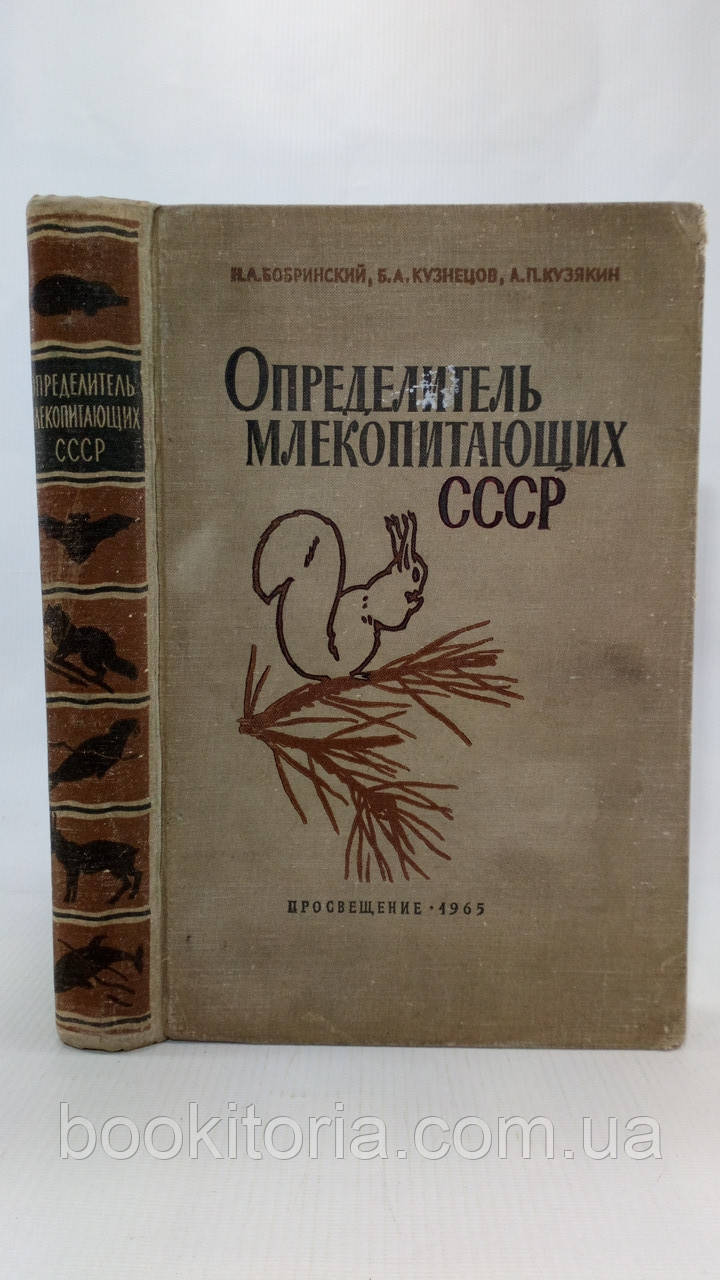 Н.А.БОБРИНСКИЙ, Б.А.КУЗНЕЦОВ, А.П.КУЗЯКИН
ОПРЕДЕЛИТЕЛЬ
МЛЕКОПИТАЮЩИХ
СССР
ПРОСВЕЩЕНИЕ · 1965
ОПРЕДЕЛИТЕЛЬ
МЛЕКОПИТАЮЩИХ
СССР
bookitoria.com.ua